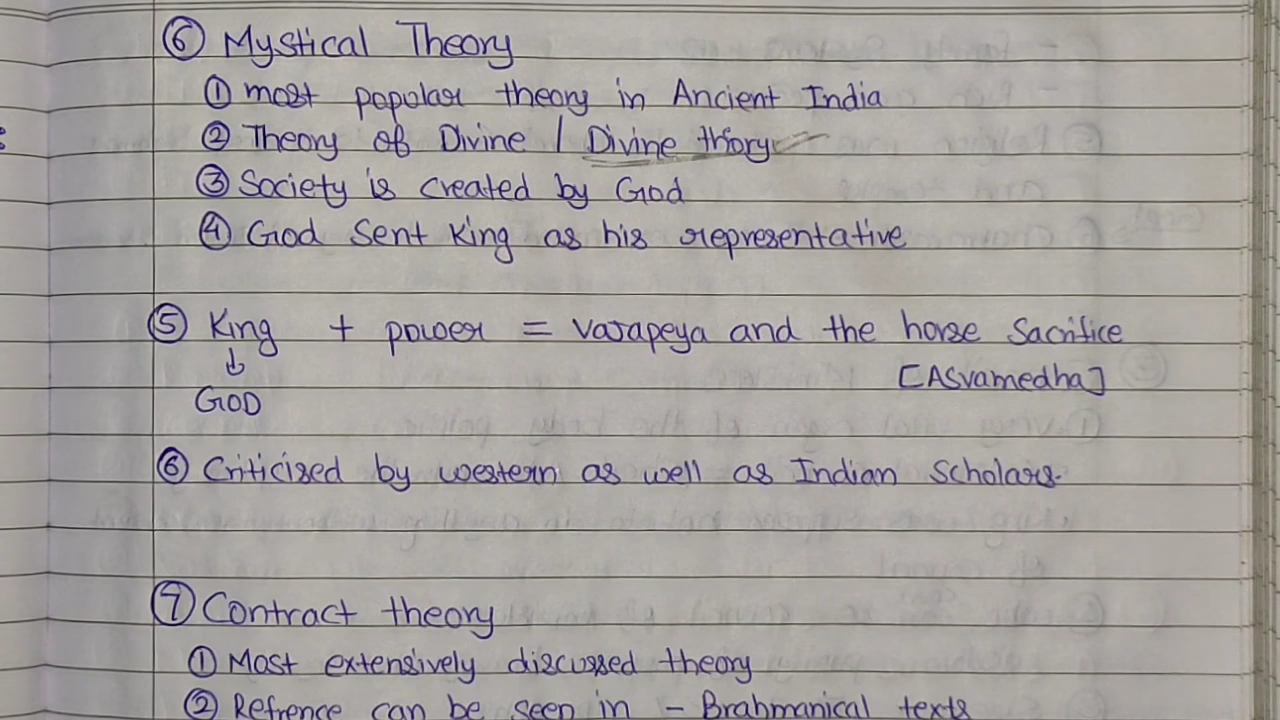 ⑥ Mystical Theory
① most popular theory in Ancient India
② Theory of Divine / Divine theory
③ Society is created by God
④ God Sent King as his representative
⑤ King + power = vajapeya and the horse Sacrifice
↓ [ASvamedha]
GOD
⑥ Criticised by western as well as Indian Scholars.
⑦ Contract theory
① Most extensively discussed theory
② Refrence can be seen in - Brahmanical texts